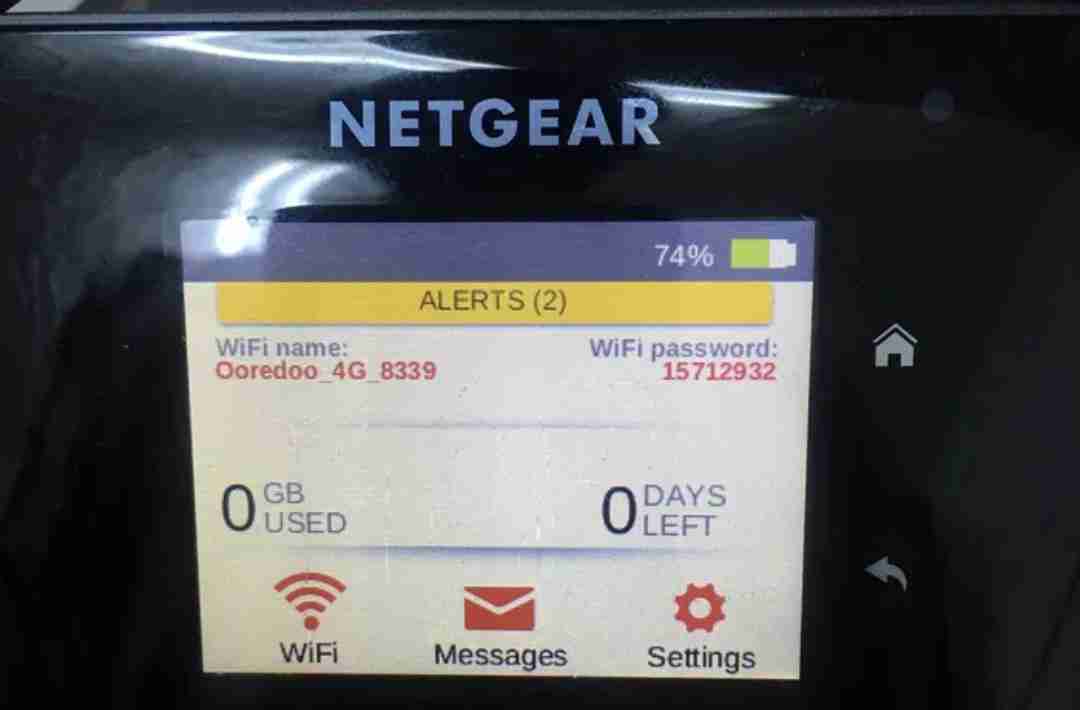 NETGEAR
74%
ALERTS (2)
WiFi name: WiFi password:
Ooredoo_4G_8339 15712932
0 GB USED 0 DAYS LEFT
WiFi Messages Settings